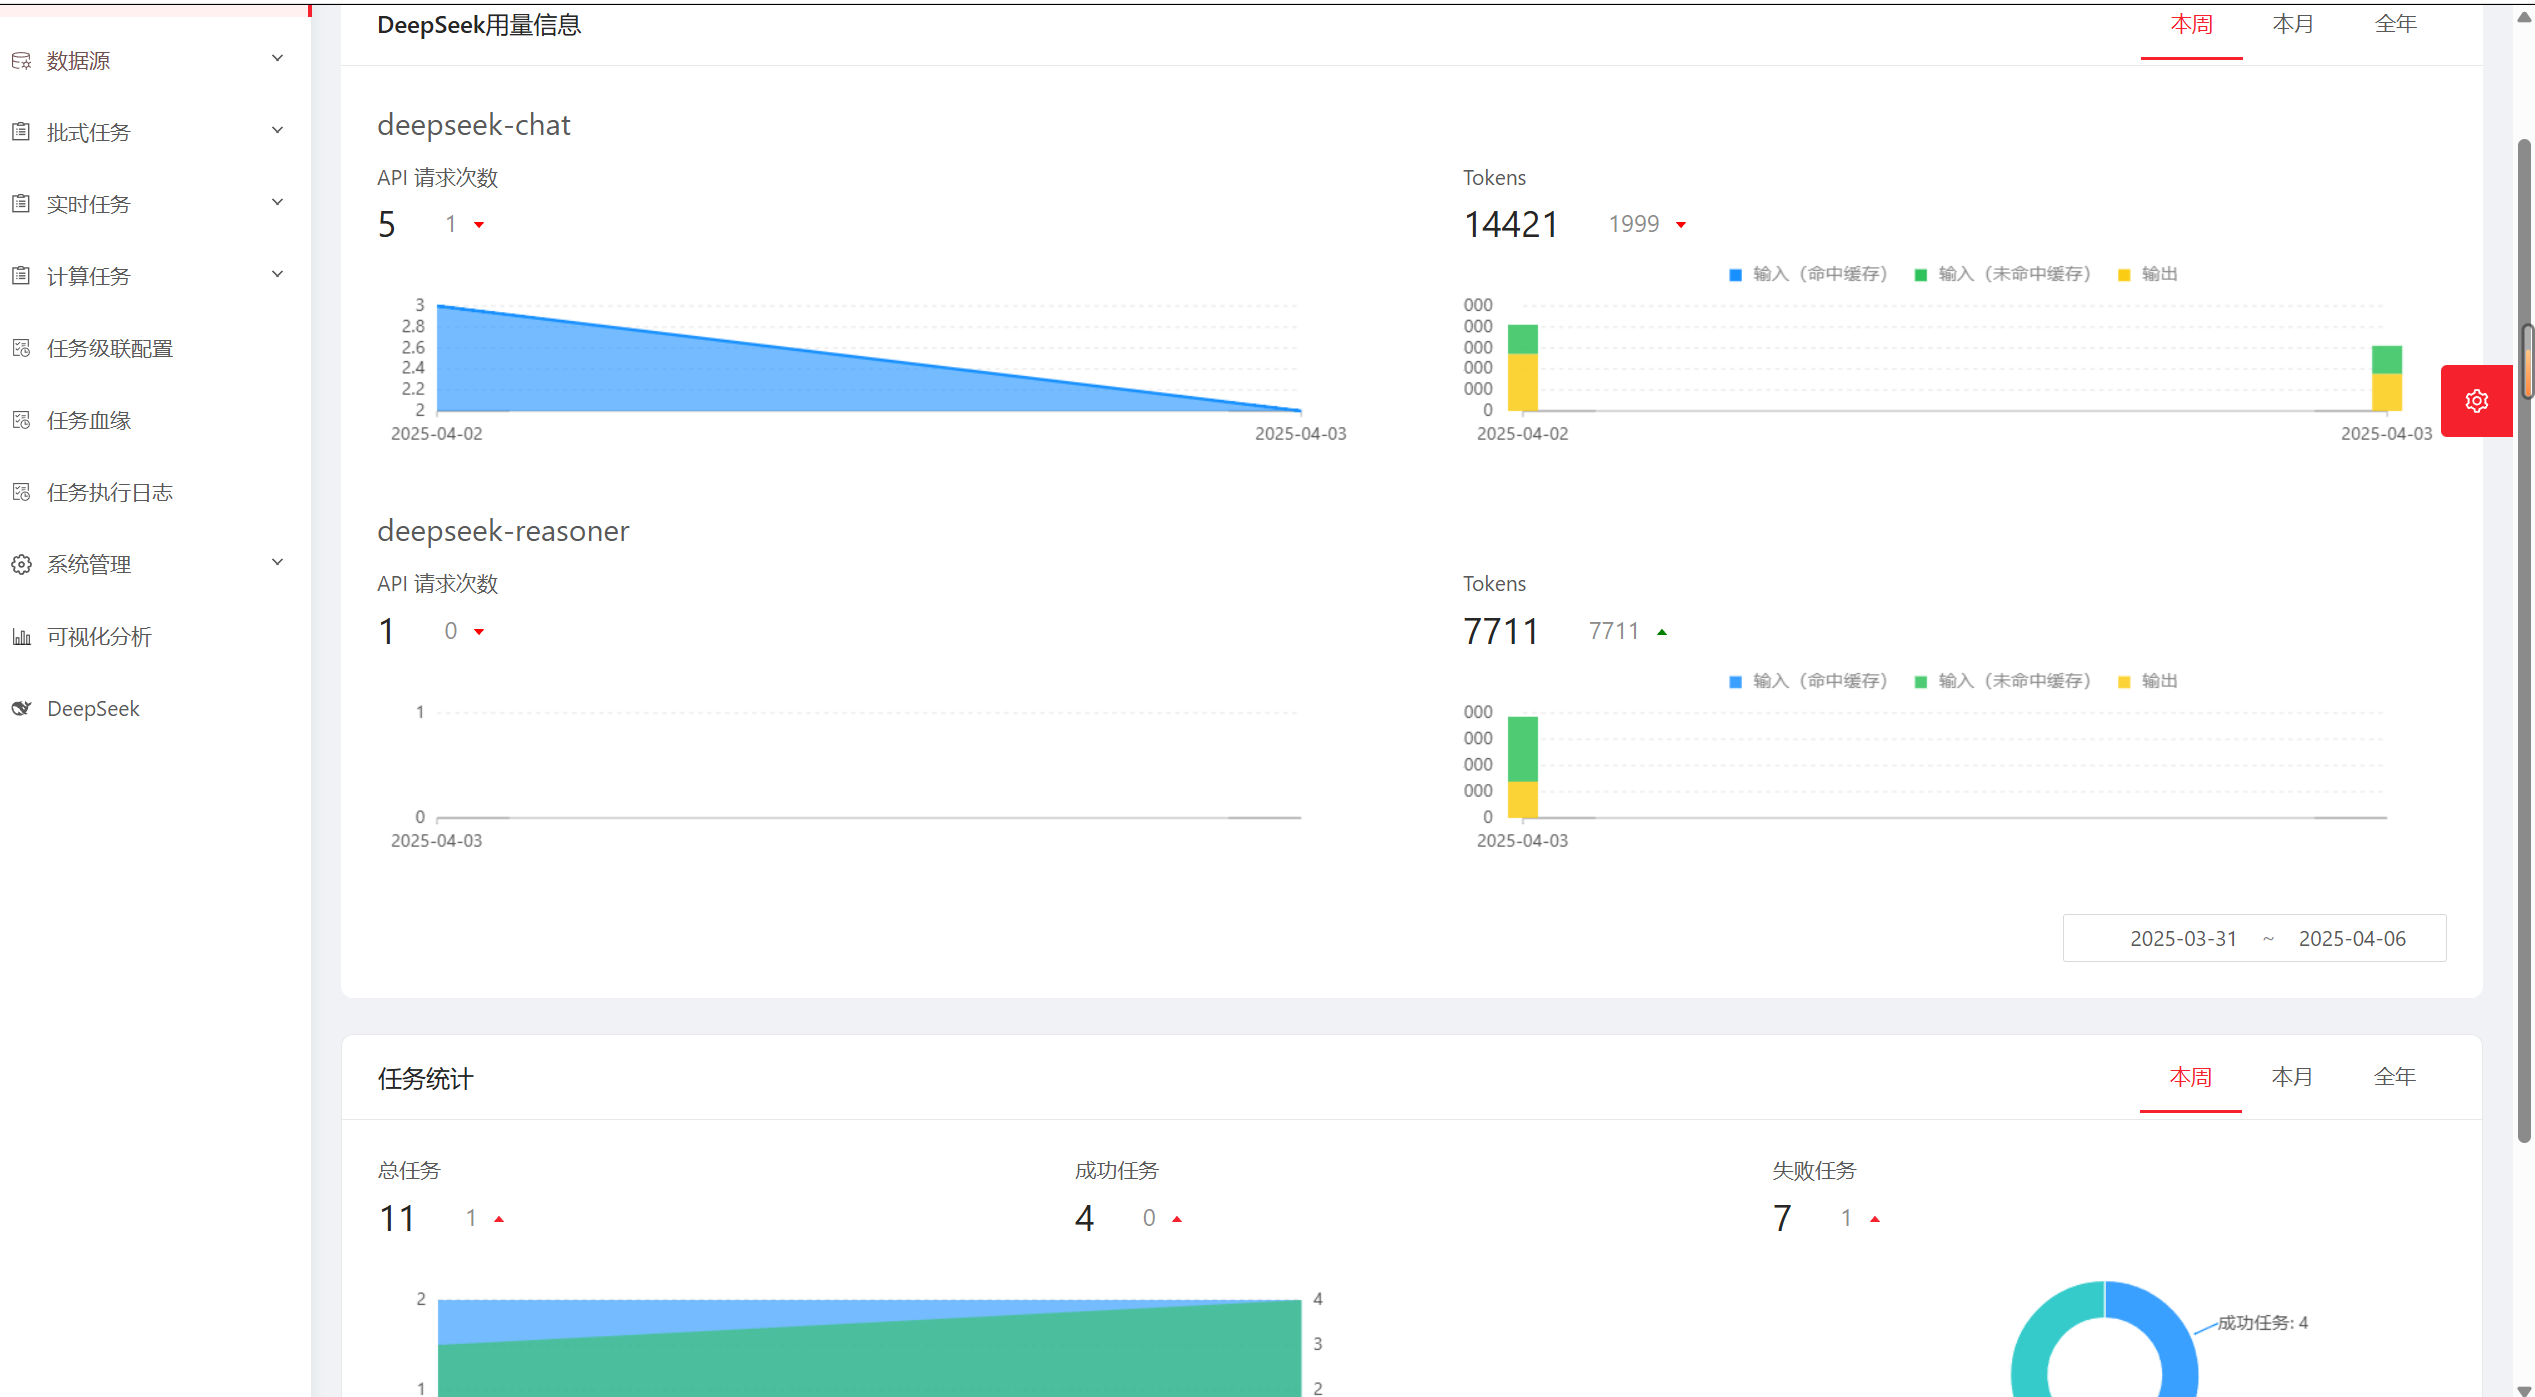 数据源
批式任务
实时任务
计算任务
任务级联配置
任务血缘
任务执行日志
系统管理
可视化分析
DeepSeek
DeepSeek用量信息
本周 本月 全年
deepseek-chat
API 请求次数
5 1
3
2.8
2.6
2.4
2.2
2
2025-04-02 2025-04-03
Tokens
14421 1999
输入（命中缓存） 输入（未命中缓存） 输出
000
000
000
000
000
0
2025-04-02 2025-04-03
deepseek-reasoner
API 请求次数
1 0
1
0
2025-04-03
Tokens
7711 7711
输入（命中缓存） 输入（未命中缓存） 输出
000
000
000
000
0
2025-04-03
2025-03-31 ~ 2025-04-06
任务统计
本周 本月 全年
总任务
11 1
成功任务
4 0
失败任务
7 1
2 4
3
1 2
成功任务: 4